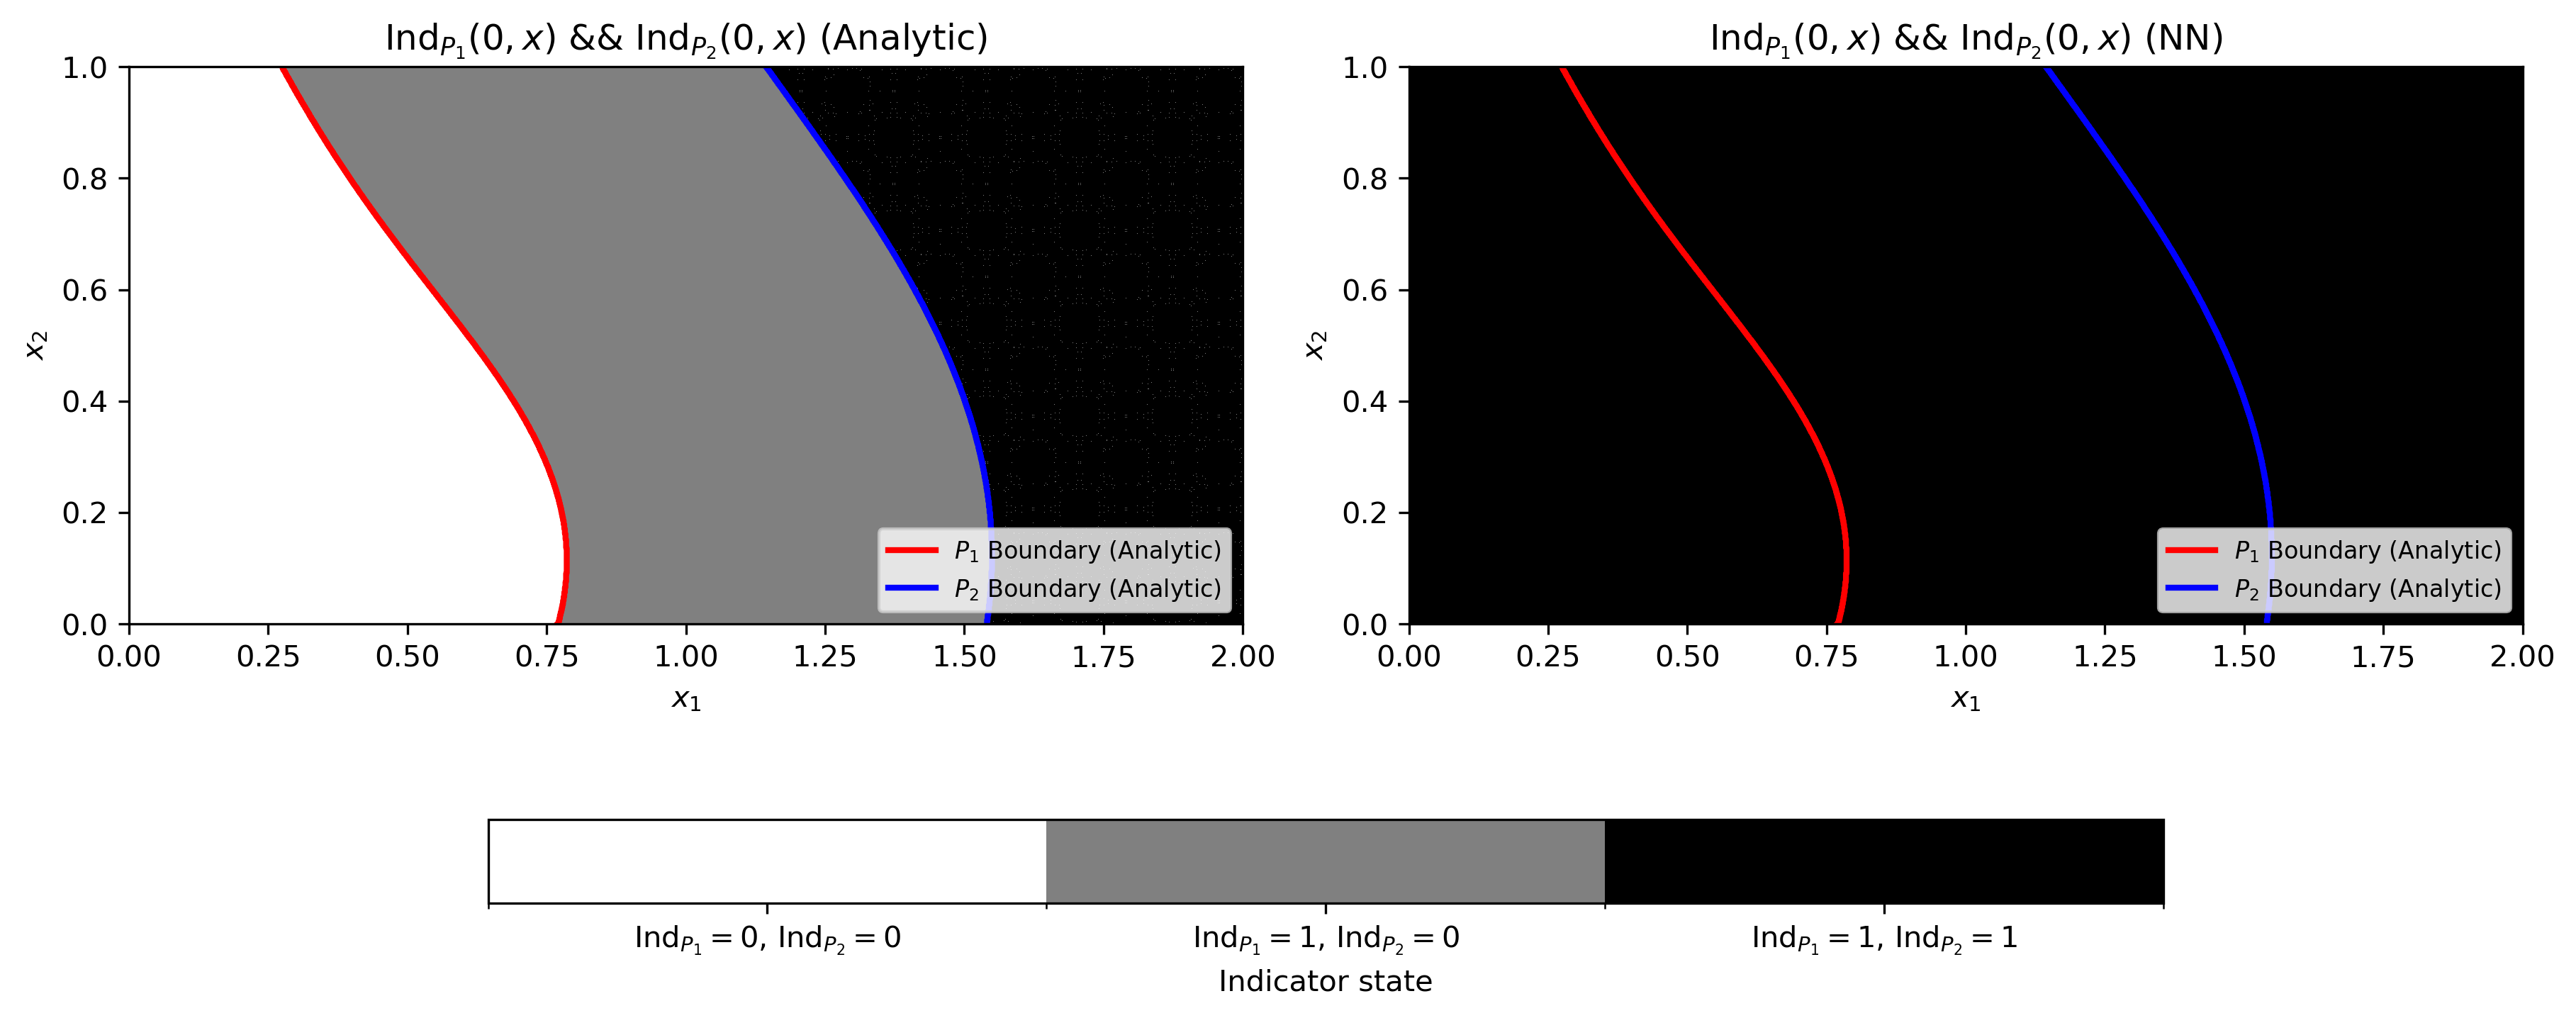 Ind_{P_1}(0, x) && Ind_{P_2}(0, x) (Analytic)
1.0
0.8
0.6
0.4
0.2
0.0
x_2
0.00 0.25 0.50 0.75 1.00 1.25 1.50 1.75 2.00
x_1
P_1 Boundary (Analytic)
P_2 Boundary (Analytic)
Ind_{P_1}(0, x) && Ind_{P_2}(0, x) (NN)
1.0
0.8
0.6
0.4
0.2
0.0
x_2
0.00 0.25 0.50 0.75 1.00 1.25 1.50 1.75 2.00
x_1
P_1 Boundary (Analytic)
P_2 Boundary (Analytic)
Ind_{P_1} = 0, Ind_{P_2} = 0
Ind_{P_1} = 1, Ind_{P_2} = 0
Ind_{P_1} = 1, Ind_{P_2} = 1
Indicator state